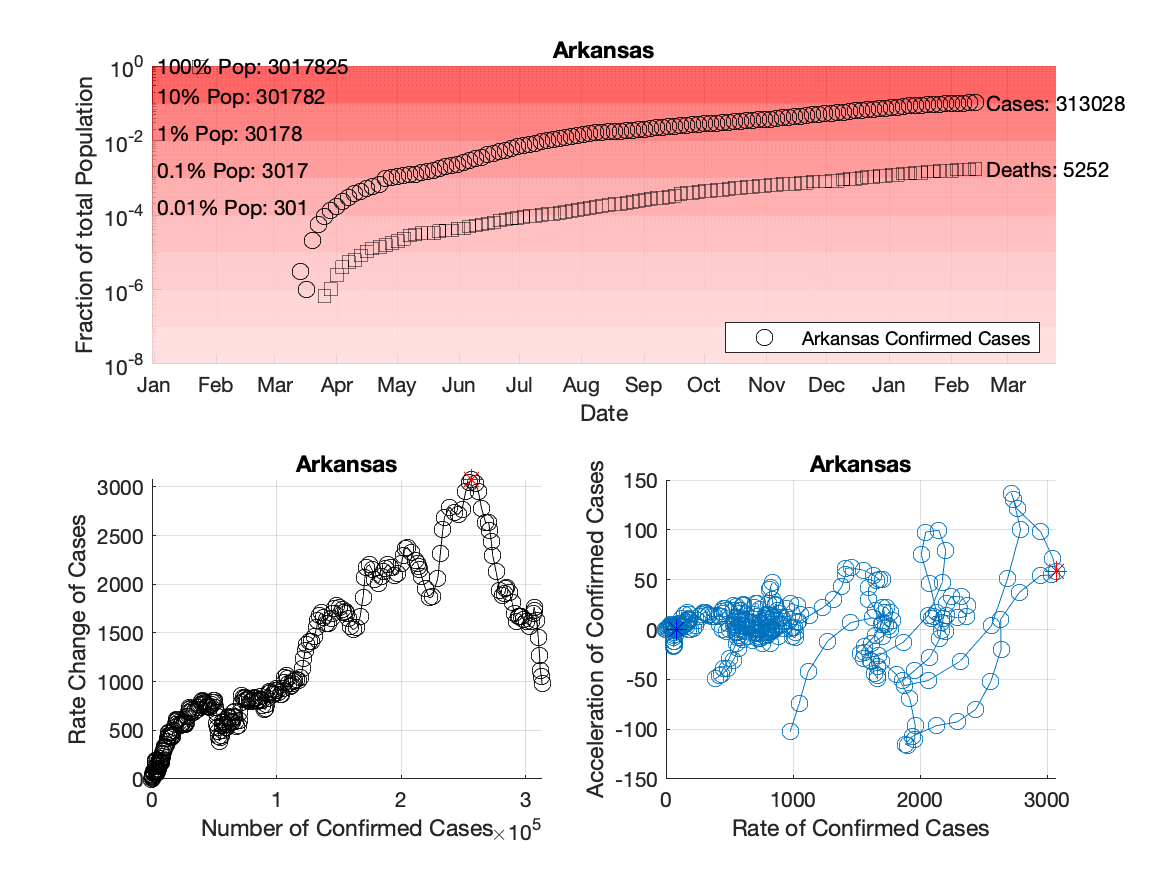 Arkansas
10^0
10^-2
10^-4
10^-6
10^-8
Fraction of total Population
100% Pop: 3017825
10% Pop: 301782
1% Pop: 30178
0.1% Pop: 3017
0.01% Pop: 301
Cases: 313028
Deaths: 5252
Arkansas Confirmed Cases
Jan Feb Mar Apr May Jun Jul Aug Sep Oct Nov Dec Jan Feb Mar
Date
Arkansas
3000
2500
2000
1500
1000
500
0
Rate Change of Cases
0 1 2 3
Number of Confirmed Cases ×10^5
Arkansas
150
100
50
0
-50
-100
-150
Acceleration of Confirmed Cases
0 1000 2000 3000
Rate of Confirmed Cases